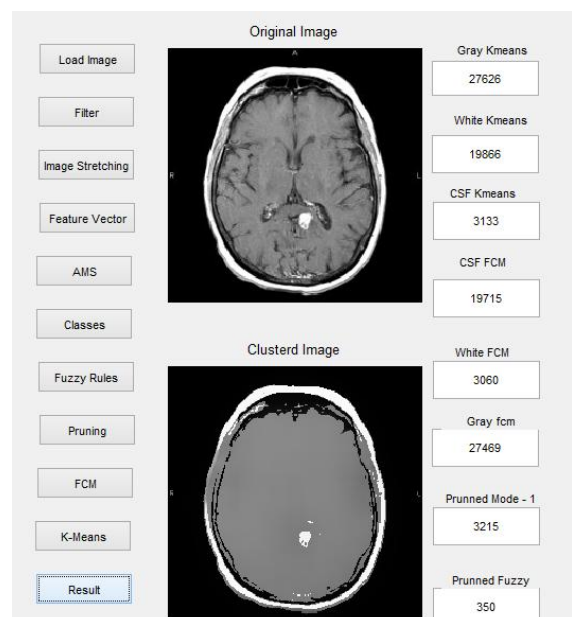 Original Image
Load Image
Filter
Image Stretching
Feature Vector
AMS
Classes
Fuzzy Rules
Pruning
FCM
K-Means
Result
A
R
L
Clusterd Image
R
Gray Kmeans
27626
White Kmeans
19866
CSF Kmeans
3133
CSF FCM
19715
White FCM
3060
Gray fcm
27469
Prunned Mode - 1
3215
Prunned Fuzzy
350